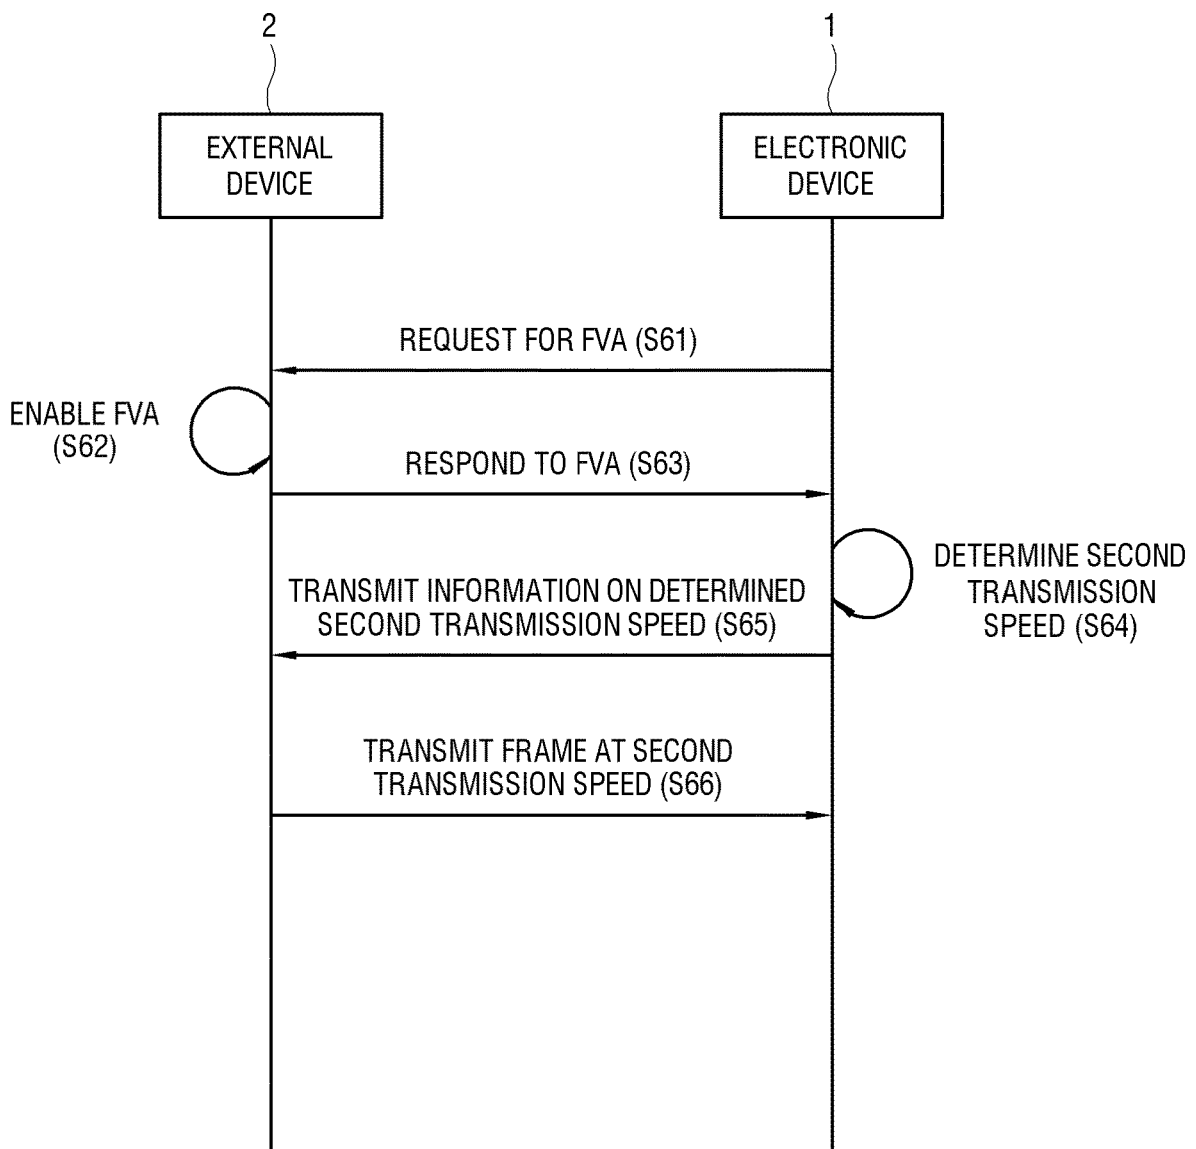 2
1
EXTERNAL
DEVICE
ELECTRONIC
DEVICE
REQUEST FOR FVA (S61)
ENABLE FVA
(S62)
RESPOND TO FVA (S63)
DETERMINE SECOND
TRANSMISSION
SPEED (S64)
TRANSMIT INFORMATION ON DETERMINED
SECOND TRANSMISSION SPEED (S65)
TRANSMIT FRAME AT SECOND
TRANSMISSION SPEED (S66)